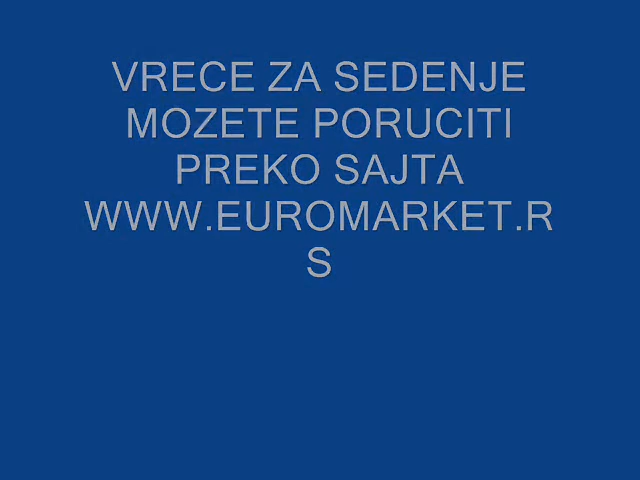 VRECE ZA SEDENJE
MOZETE PORUCITI
PREKO SAJTA
WWW.EUROMARKET.R
S